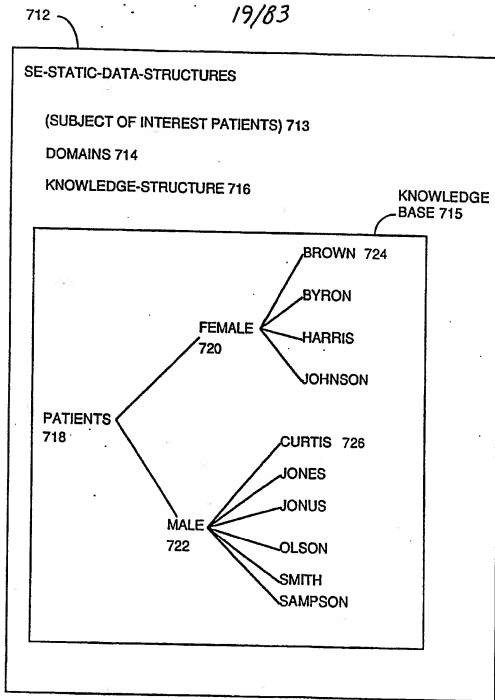 19/83
712
SE-STATIC-DATA-STRUCTURES
(SUBJECT OF INTEREST PATIENTS) 713
DOMAINS 714
KNOWLEDGE-STRUCTURE 716
KNOWLEDGE
BASE 715
BROWN 724
BYRON
FEMALE
720
HARRIS
JOHNSON
PATIENTS
718
CURTIS 726
JONES
JONUS
MALE
722
OLSON
SMITH
SAMPSON